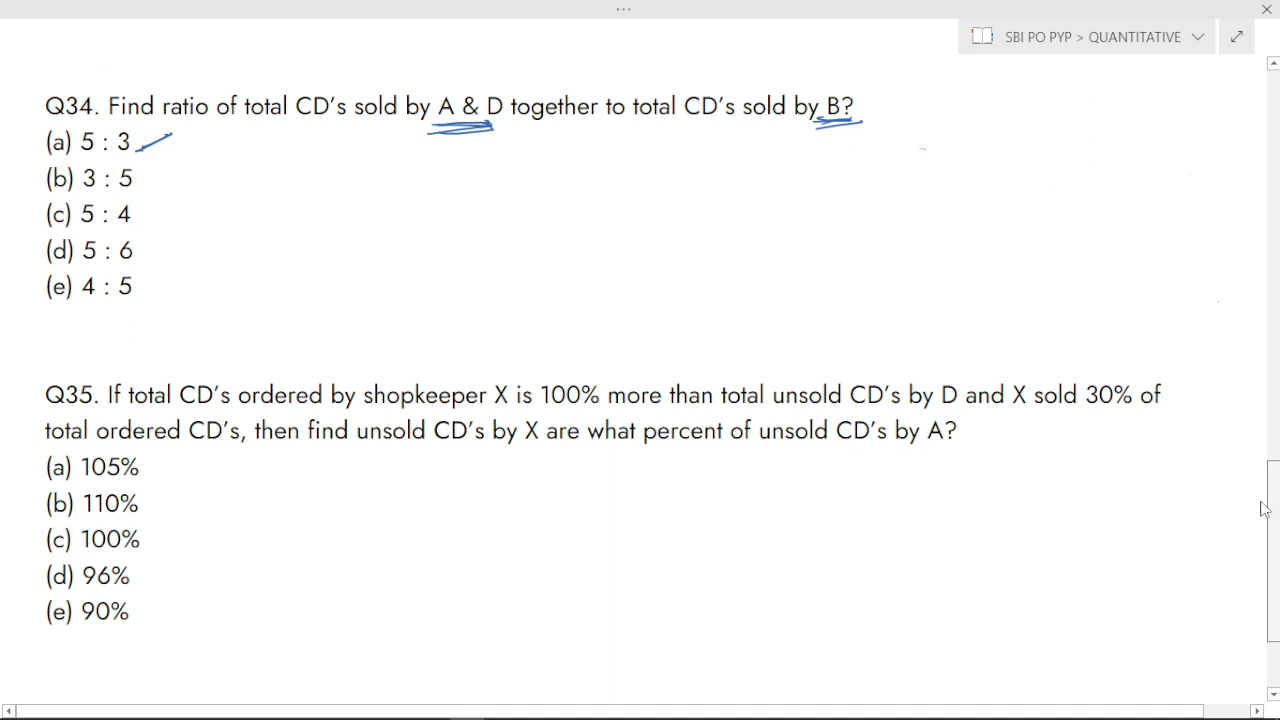 SBI PO PYP > QUANTITATIVE
Q34. Find ratio of total CD's sold by A & D together to total CD's sold by B?
(a) 5 : 3
(b) 3 : 5
(c) 5 : 4
(d) 5 : 6
(e) 4 : 5
Q35. If total CD's ordered by shopkeeper X is 100% more than total unsold CD's by D and X sold 30% of
total ordered CD's, then find unsold CD's by X are what percent of unsold CD's by A?
(a) 105%
(b) 110%
(c) 100%
(d) 96%
(e) 90%